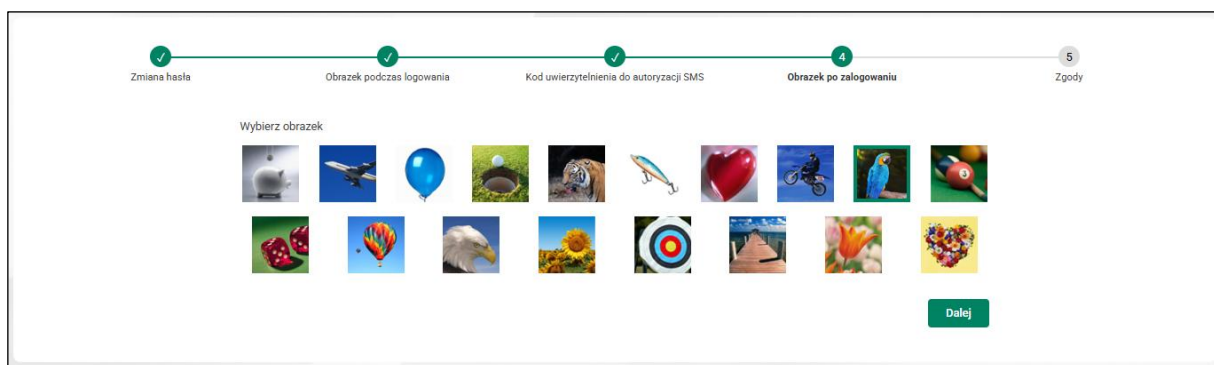 4
5
Zmiana hasła
Obrazek podczas logowania
Kod uwierzytelnienia do autoryzacji SMS
Obrazek po zalogowaniu
Zgody
Wybierz obrazek
3
Dalej